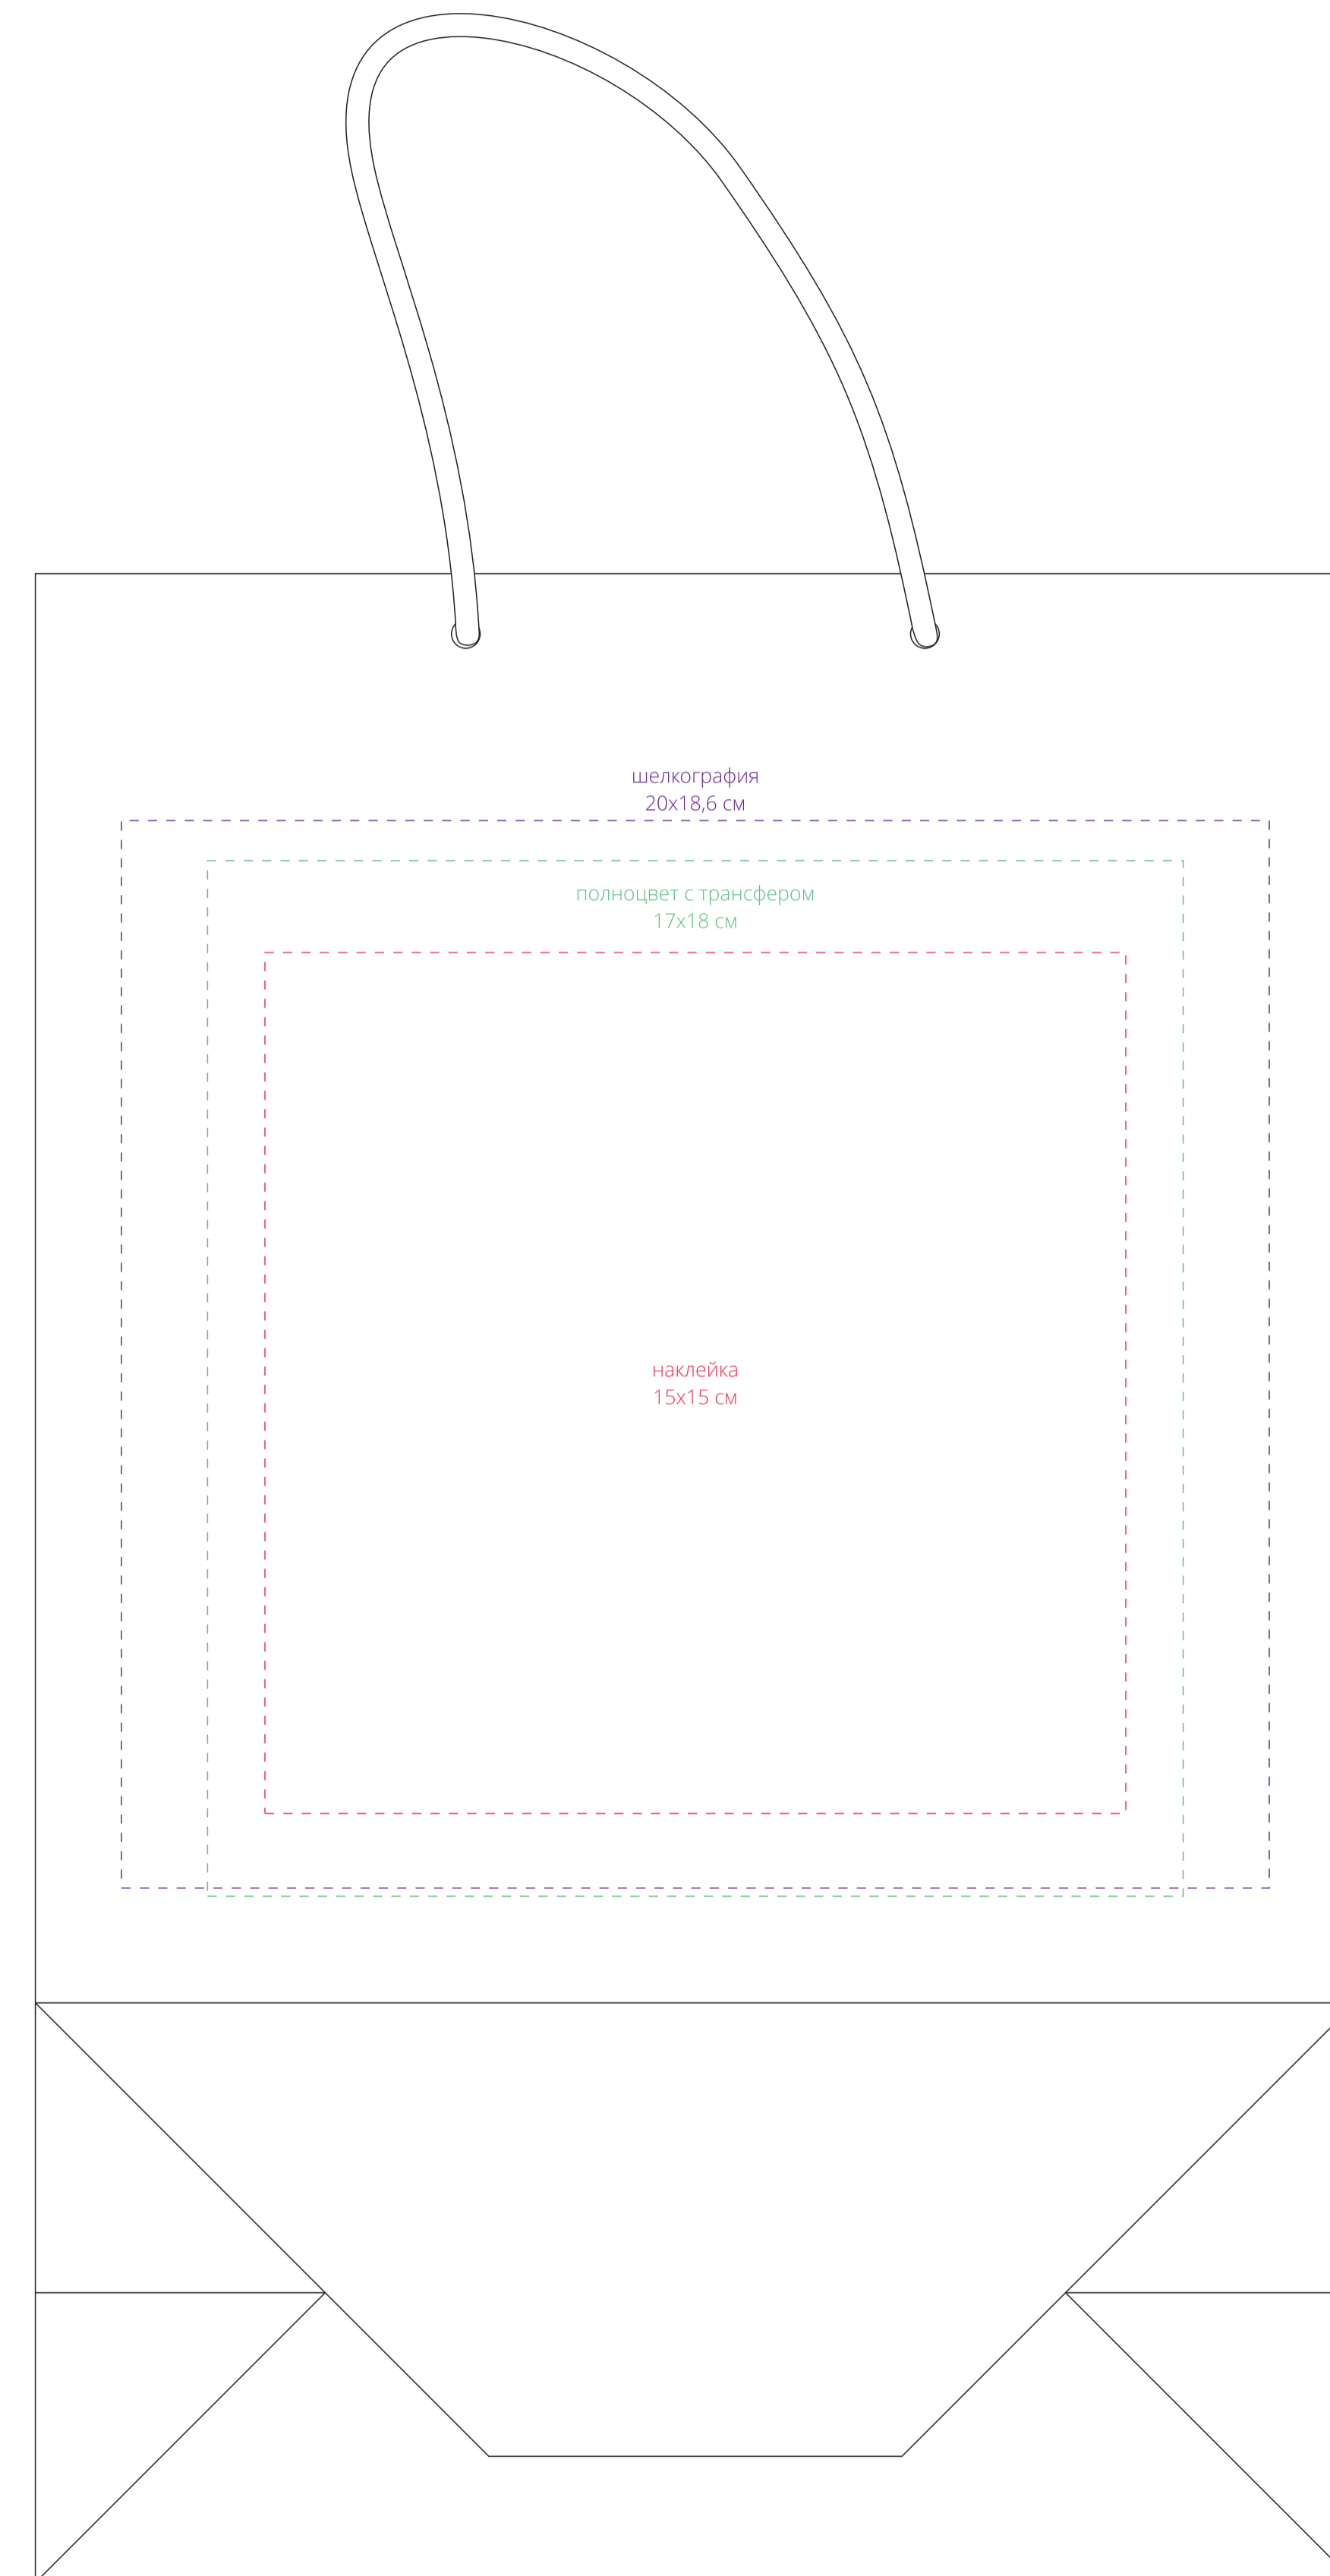 шелкография
20х18,6 см
полноцвет с трансфером
17х18 см
наклейка
15х15 см